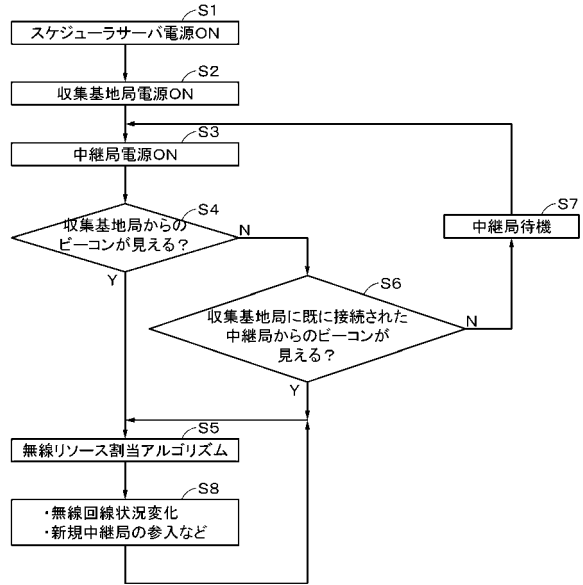 S1
スケジューラサーバ電源ON
S2
収集基地局電源ON
S3
中継局電源ON
S4
収集基地局からの
ビーコンが見える？
N
Y
S7
中継局待機
S6
収集基地局に既に接続された
中継局からのビーコンが
見える？
N
Y
S5
無線リソース割当アルゴリズム
S8
・無線回線状況変化
・新規中継局の参入など